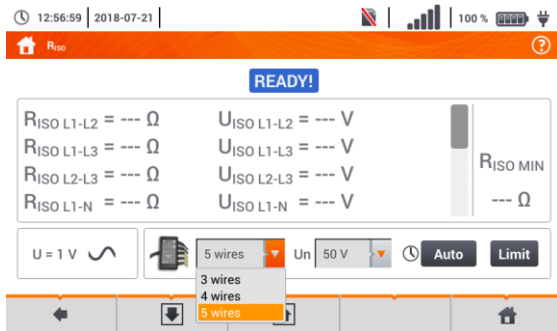 12:56:59 2018-07-21 100 %
RISO ?
READY!
RISO L1-L2 = --- Ω UISO L1-L2 = --- V
RISO L1-L3 = --- Ω UISO L1-L3 = --- V
RISO L2-L3 = --- Ω UISO L2-L3 = --- V
RISO L1-N = --- Ω UISO L1-N = --- V
RISO MIN
--- Ω
U = 1 V 5 wires Un 50 V Auto Limit
3 wires
4 wires
5 wires